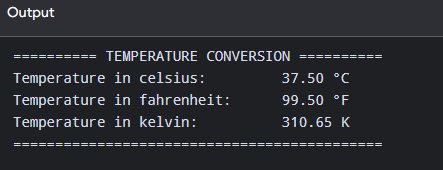 Output
========== TEMPERATURE CONVERSION ==========
Temperature in celsius:         37.50 °C
Temperature in fahrenheit:      99.50 °F
Temperature in kelvin:          310.65 K
============================================